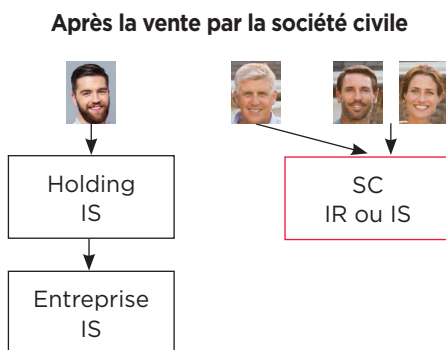 Après la vente par la société civile
Holding
IS
SC
IR ou IS
Entreprise
IS